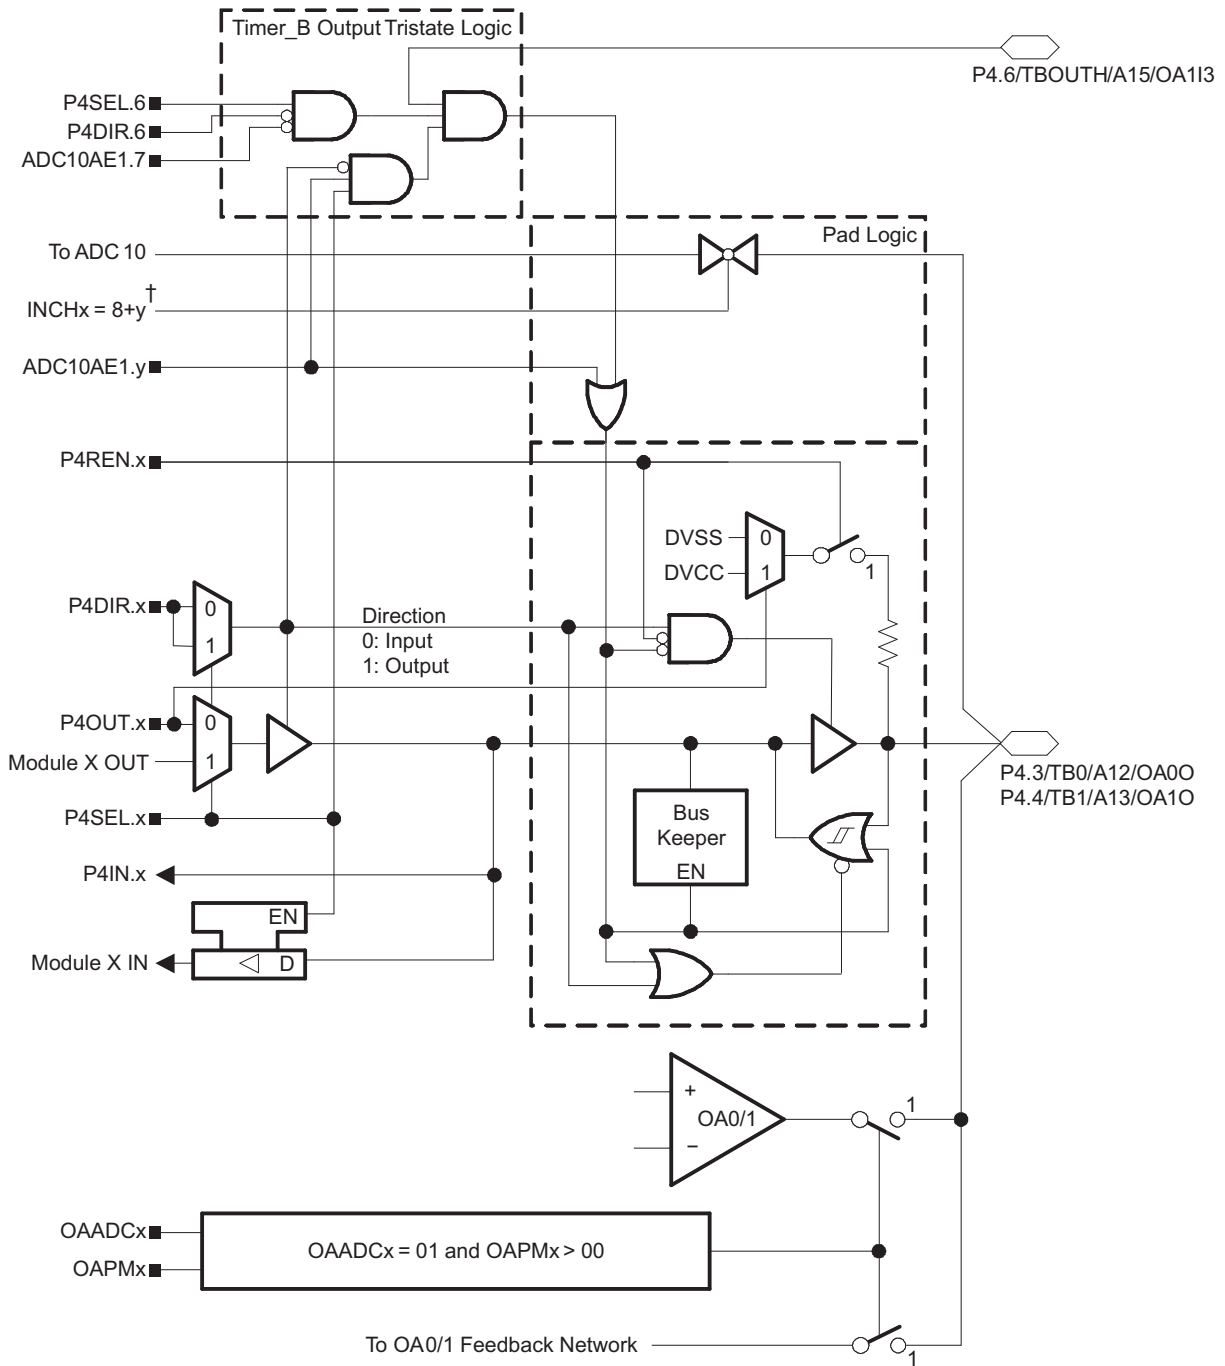 Timer_B Output Tristate Logic
P4.6/TBOUTH/A15/OA1I3
P4SEL.6
P4DIR.6
ADC10AE1.7
Pad Logic
To ADC 10
INCHx = 8+y†
ADC10AE1.y
P4REN.x
DVSS
0
DVCC
1
1
P4DIR.x
0
1
Direction
0: Input
1: Output
P4OUT.x
0
Module X OUT
1
P4SEL.x
P4.3/TB0/A12/OA0O
P4.4/TB1/A13/OA1O
Bus
Keeper
EN
P4IN.x
EN
Module X IN
D
+
OA0/1
−
1
OAADCx
OAPMx
OAADCx = 01 and OAPMx > 00
To OA0/1 Feedback Network
1